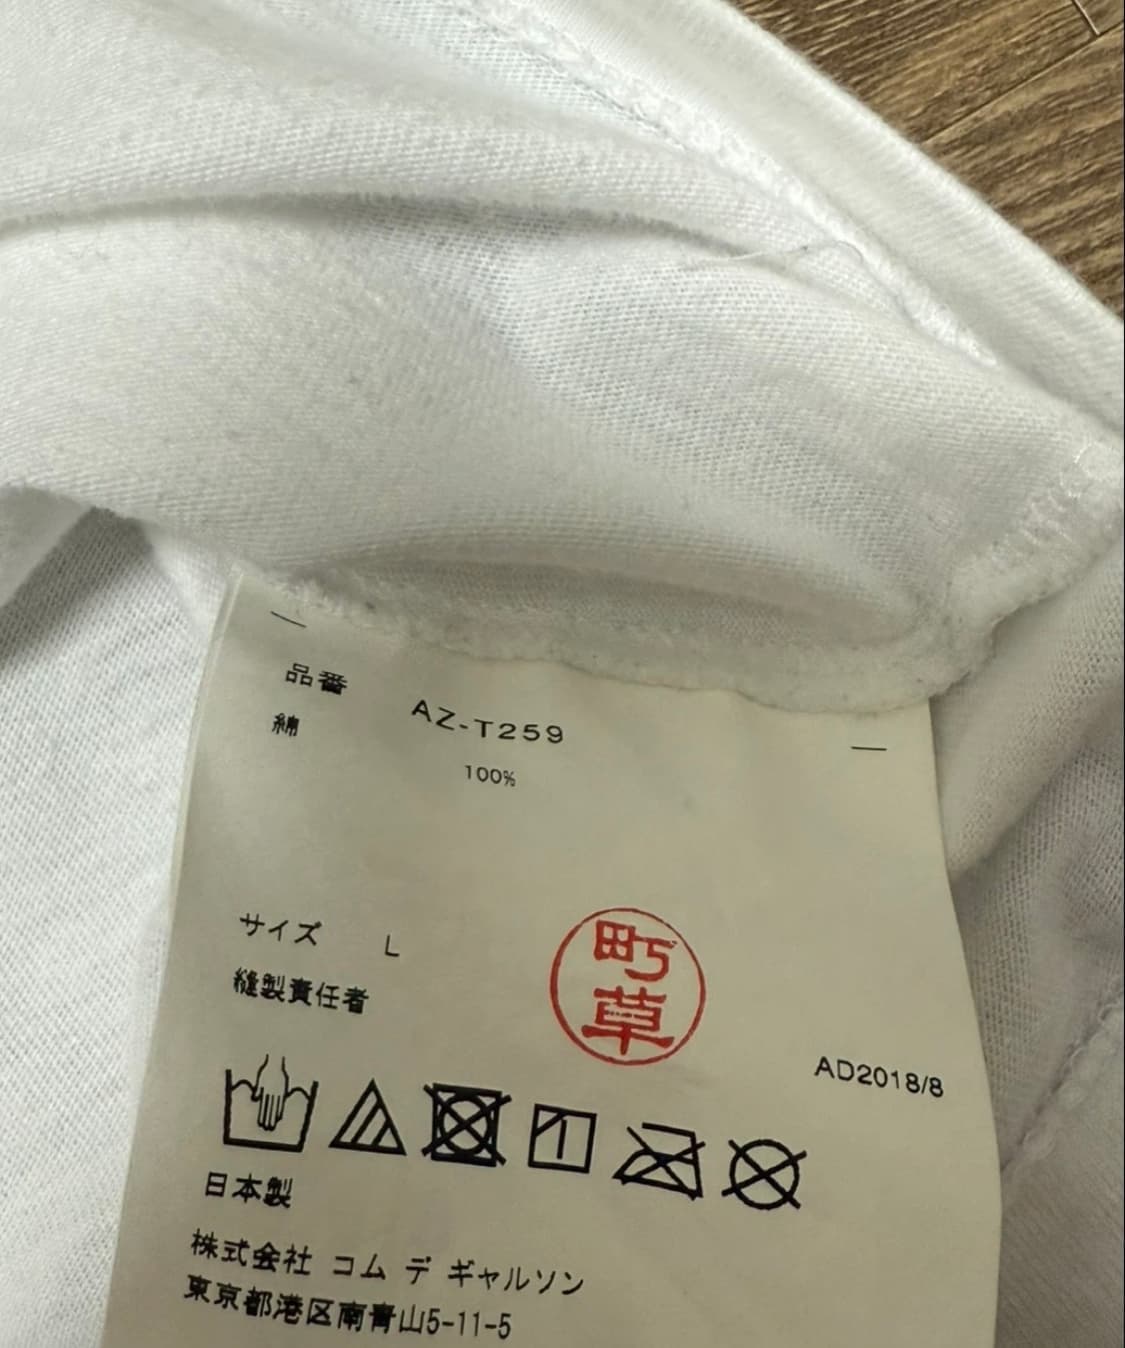 品番 AZ-T259
綿 100%
サイズ L
縫製責任者
町
草
AD2018/8
日本製
株式会社 コム デ ギャルソン
東京都港区南青山5-11-5